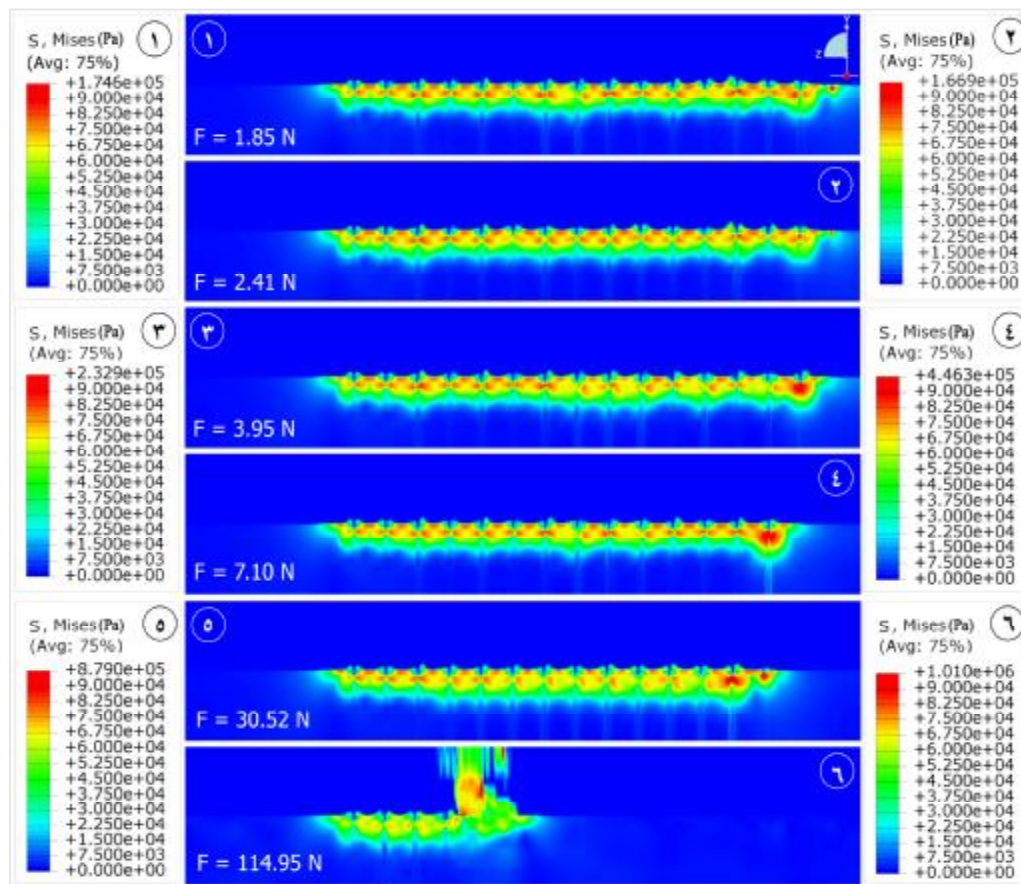 S, Mises(Pa) ١
(Avg: 75%)
+1.746e+05
+9.000e+04
+8.250e+04
+7.500e+04
+6.750e+04
+6.000e+04
+5.250e+04
+4.500e+04
+3.750e+04
+3.000e+04
+2.250e+04
+1.500e+04
+7.500e+03
+0.000e+00
١
Y
Z
F = 1.85 N
S, Mises(Pa) ٢
(Avg: 75%)
+1.669e+05
+9.000e+04
+8.250e+04
+7.500e+04
+6.750e+04
+6.000e+04
+5.250e+04
+4.500e+04
+3.750e+04
+3.000e+04
+2.250e+04
+1.500e+04
+7.500e+03
+0.000e+00
٢
F = 2.41 N
S, Mises(Pa) ٣
(Avg: 75%)
+2.329e+05
+9.000e+04
+8.250e+04
+7.500e+04
+6.750e+04
+6.000e+04
+5.250e+04
+4.500e+04
+3.750e+04
+3.000e+04
+2.250e+04
+1.500e+04
+7.500e+03
+0.000e+00
٣
F = 3.95 N
S, Mises(Pa) ٤
(Avg: 75%)
+4.463e+05
+9.000e+04
+8.250e+04
+7.500e+04
+6.750e+04
+6.000e+04
+5.250e+04
+4.500e+04
+3.750e+04
+3.000e+04
+2.250e+04
+1.500e+04
+7.500e+03
+0.000e+00
٤
F = 7.10 N
S, Mises(Pa) ٥
(Avg: 75%)
+8.790e+05
+9.000e+04
+8.250e+04
+7.500e+04
+6.750e+04
+6.000e+04
+5.250e+04
+4.500e+04
+3.750e+04
+3.000e+04
+2.250e+04
+1.500e+04
+7.500e+03
+0.000e+00
٥
F = 30.52 N
S, Mises(Pa) ٦
(Avg: 75%)
+1.010e+06
+9.000e+04
+8.250e+04
+7.500e+04
+6.750e+04
+6.000e+04
+5.250e+04
+4.500e+04
+3.750e+04
+3.000e+04
+2.250e+04
+1.500e+04
+7.500e+03
+0.000e+00
٦
F = 114.95 N